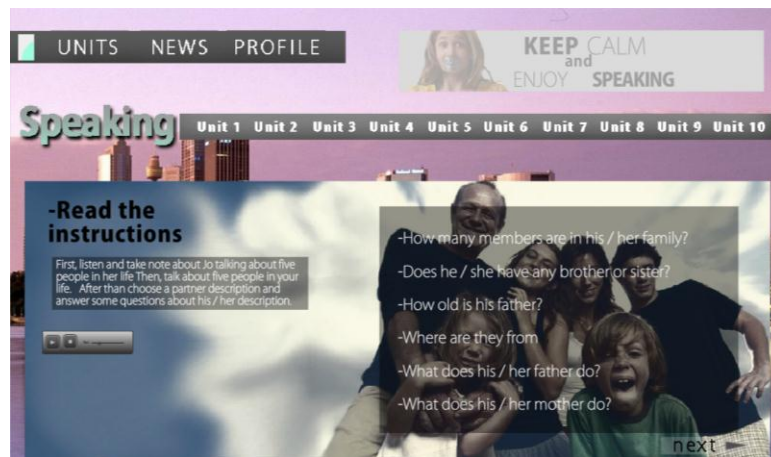 UNITS NEWS PROFILE
KEEP CALM
and
ENJOY SPEAKING
Speaking
Unit 1 Unit 2 Unit 3 Unit 4 Unit 5 Unit 6 Unit 7 Unit 8 Unit 9 Unit 10
-Read the
instructions
First, listen and take note about Jo talking about five
people in her life Then, talk about five people in your
life. After than choose a partner description and
answer some questions about his / her description.
-How many members are in his / her family?
-Does he / she have any brother or sister?
-How old is his father?
-Where are they from
-What does his / her father do?
-What does his / her mother do?
next